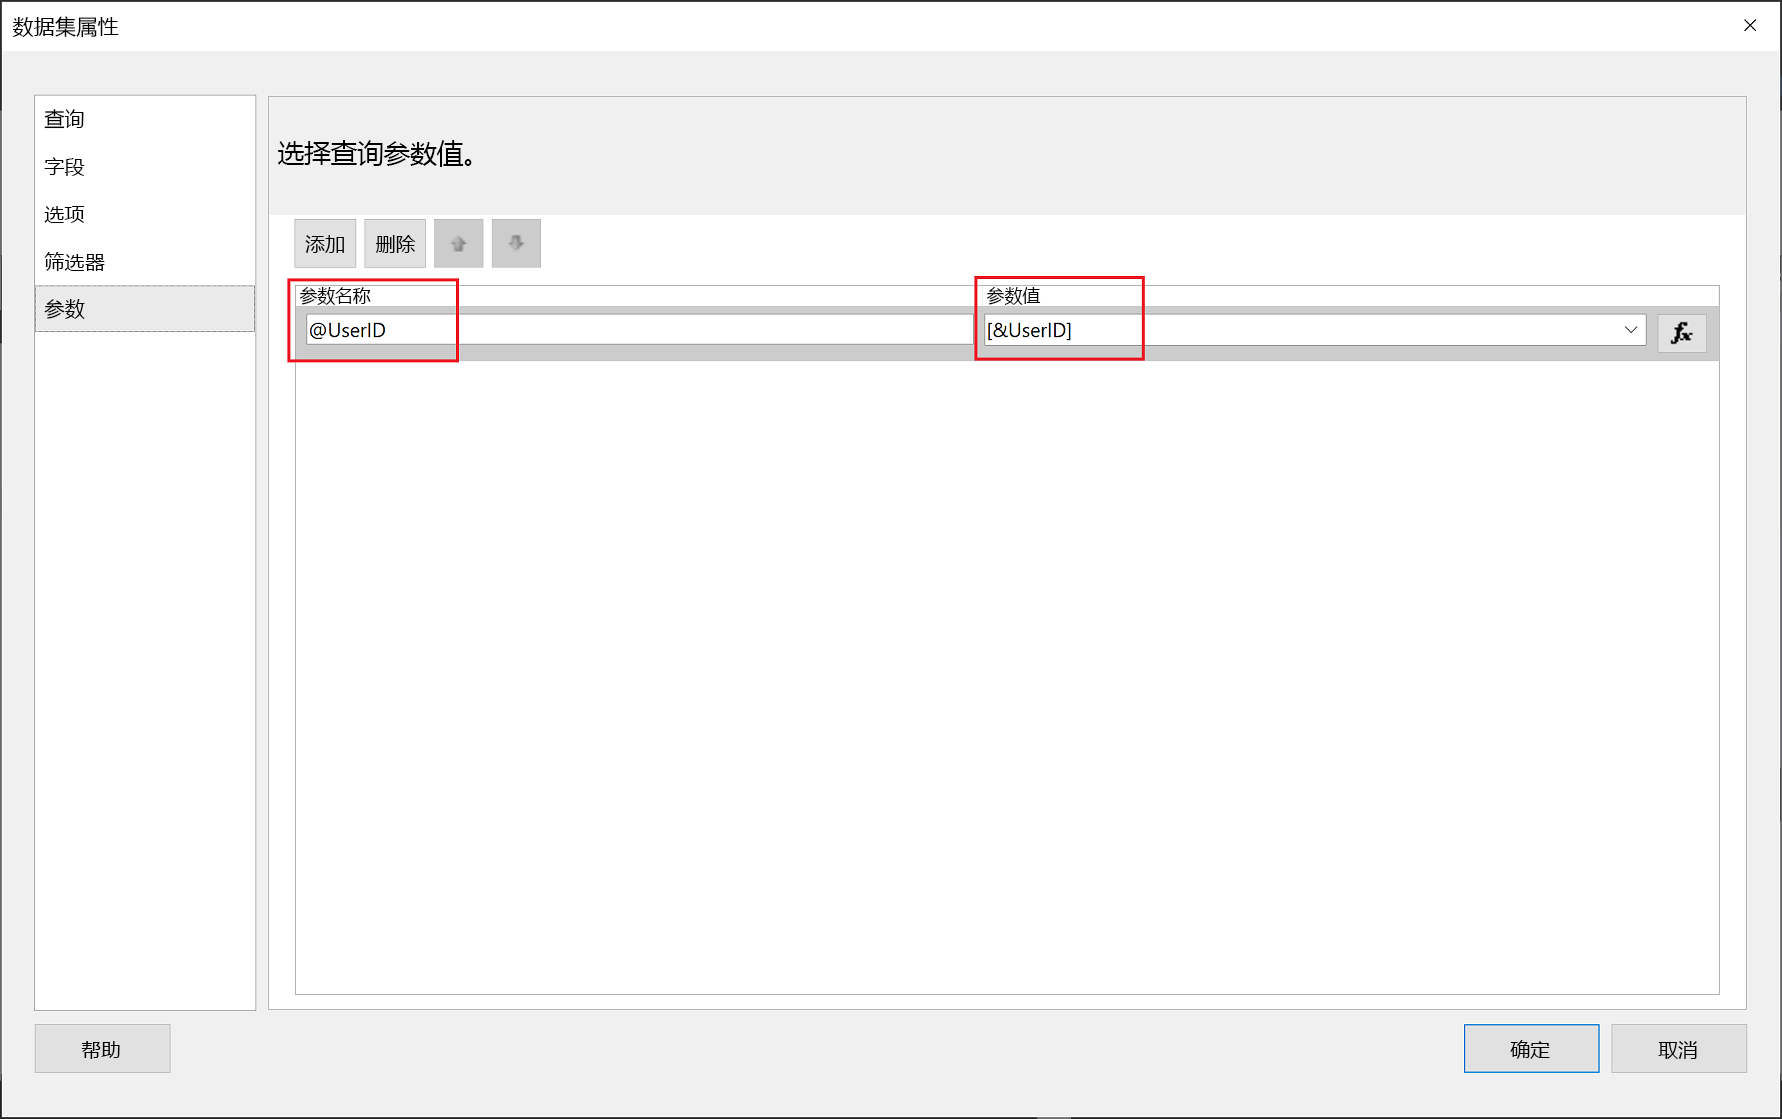 数据集属性
查询
字段
选项
筛选器
参数
选择查询参数值。
添加 删除
参数名称 参数值
@UserID [&UserID] fx
帮助 确定 取消